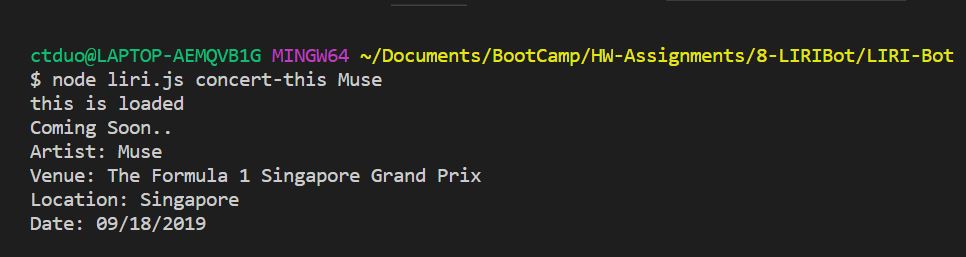 ctduo@LAPTOP-AEMQVB1G MINGW64 ~/Documents/BootCamp/HW-Assignments/8-LIRIBot/LIRI-Bot
$ node liri.js concert-this Muse
this is loaded
Coming Soon..
Artist: Muse
Venue: The Formula 1 Singapore Grand Prix
Location: Singapore
Date: 09/18/2019